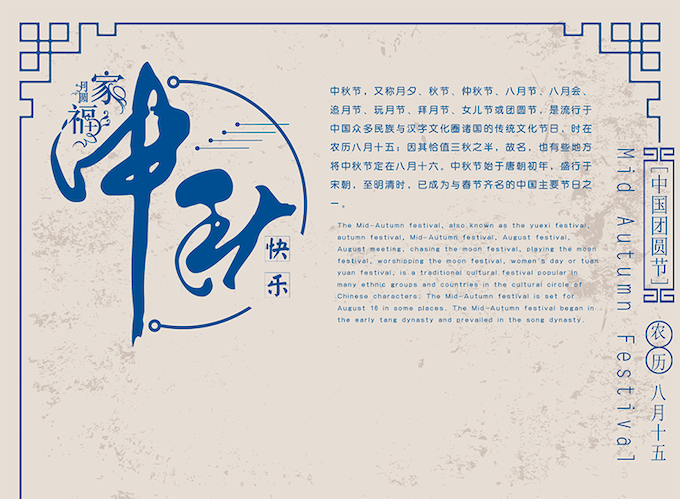 家福
月圆
中秋
快乐
中秋节，又称月夕、秋节、仲秋节、八月节、八月会、
追月节、玩月节、拜月节、女儿节或团圆节，是流行于
中国众多民族与汉字文化圈诸国的传统文化节日，时在
农历八月十五；因其恰值三秋之半，故名，也有些地方
将中秋节定在八月十六。中秋节始于唐朝初年，盛行于
宋朝，至明清时，已成为与春节齐名的中国主要节日之
一。
The Mid-Autumn festival, also known as the yuexi festival,
autumn festival, Mid-Autumn festival, August festival,
August meeting, chasing the moon festival, playing the moon
festival, worshipping the moon festival, women's day or tuan
yuan festival, is a traditional cultural festival popular in
many ethnic groups and countries in the cultural circle of
Chinese characters; The Mid-Autumn festival is set for
August 16 in some places. The Mid-Autumn festival began in
the early tang dynasty and prevailed in the song dynasty.
Mid Autumn Festival
[中国团圆节]
农历八月十五